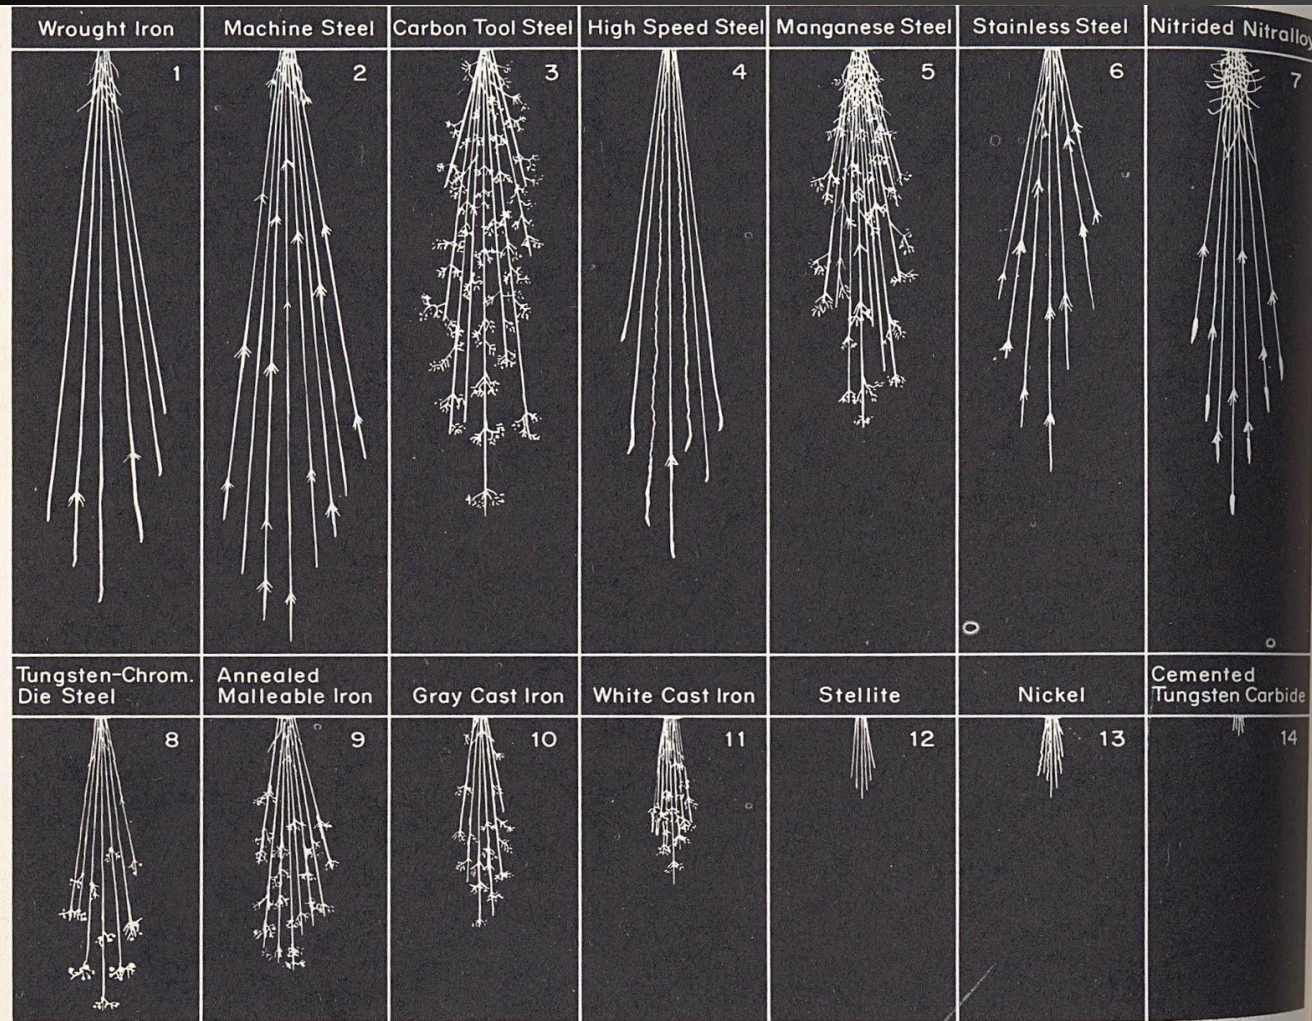 Wrought Iron
Machine Steel
Carbon Tool Steel
High Speed Steel
Manganese Steel
Stainless Steel
Nitrided Nitralloy
1
2
3
4
5
6
7
Tungsten-Chrom.
Die Steel
Annealed
Malleable Iron
Gray Cast Iron
White Cast Iron
Stellite
Nickel
Cemented
Tungsten Carbide
8
9
10
11
12
13
14